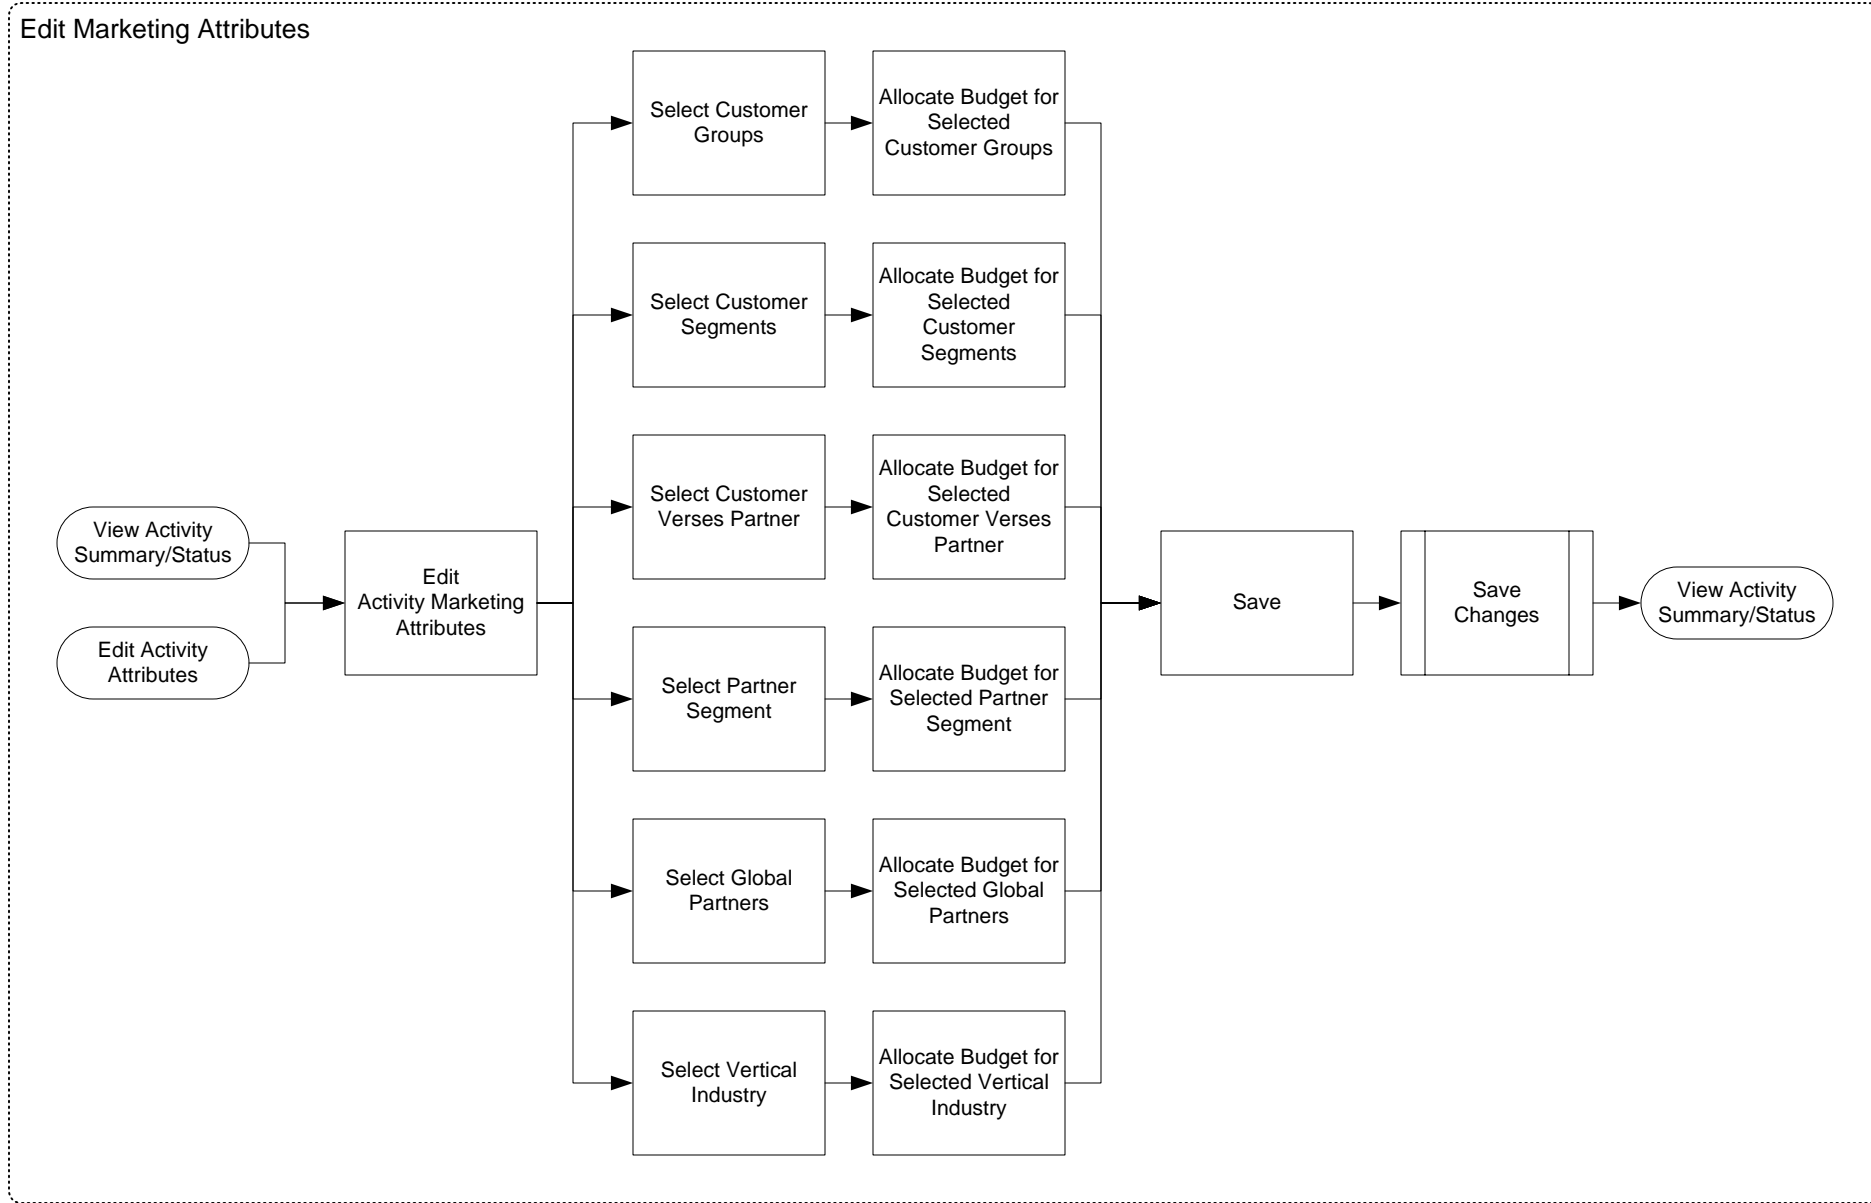 Edit Marketing Attributes
Select Customer
Groups
Allocate Budget for
Selected
Customer Groups
Select Customer
Segments
Allocate Budget for
Selected
Customer
Segments
Select Customer
Verses Partner
Allocate Budget for
Selected
Customer Verses
Partner
View Activity
Summary/Status
Edit Activity
Attributes
Edit
Activity Marketing
Attributes
Save
Save
Changes
View Activity
Summary/Status
Select Partner
Segment
Allocate Budget for
Selected Partner
Segment
Select Global
Partners
Allocate Budget for
Selected Global
Partners
Select Vertical
Industry
Allocate Budget for
Selected Vertical
Industry